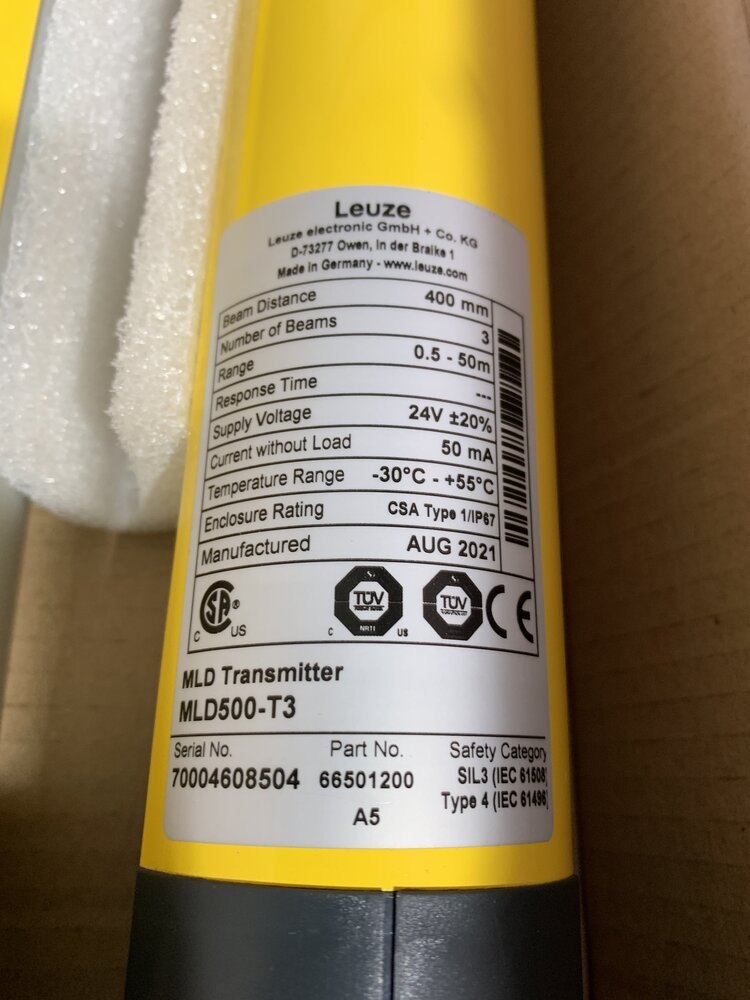 Leuze
Leuze electronic GmbH + Co. KG
D-73277 Owen, In der Braike 1
Made in Germany - www.leuze.com
Beam Distance 400 mm
Number of Beams 3
Range 0.5 - 50m
Response Time ---
Supply Voltage 24V ±20%
Current without Load 50 mA
Temperature Range -30°C - +55°C
Enclosure Rating CSA Type 1/IP67
Manufactured AUG 2021
C SA ® US
C TÜV NRTL US
TÜV
CE
MLD Transmitter
MLD500-T3
Serial No. Part No. Safety Category
70004608504 66501200 SIL3 (IEC 61508)
Type 4 (IEC 61496)
A5